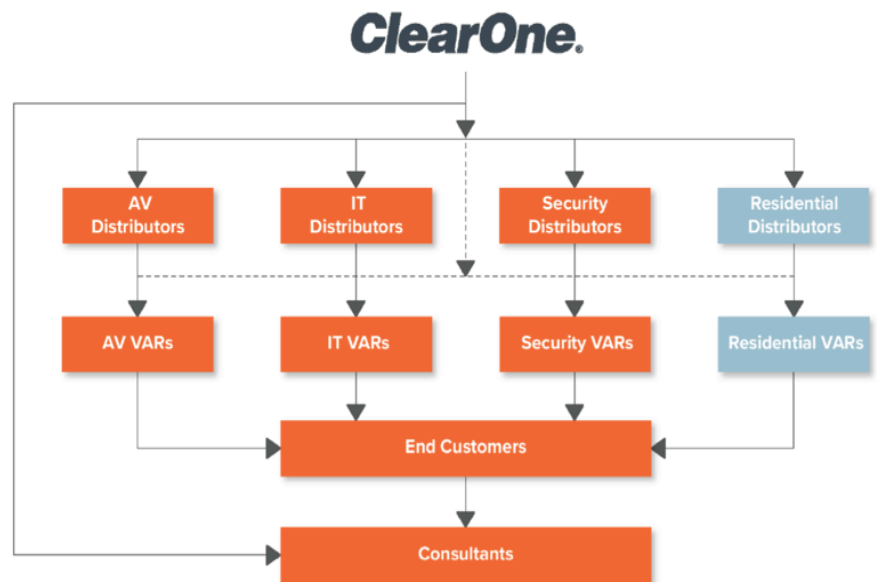 ClearOne.
AV
Distributors
IT
Distributors
Security
Distributors
Residential
Distributors
AV VARs
IT VARs
Security VARs
Residential VARs
End Customers
Consultants